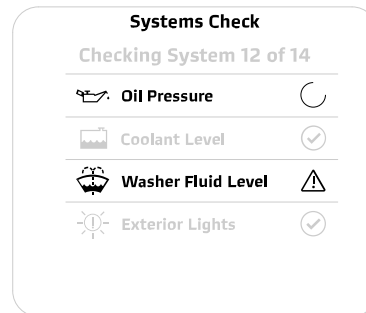 Systems Check
Checking System 12 of 14
Oil Pressure
Coolant Level
Washer Fluid Level
Exterior Lights